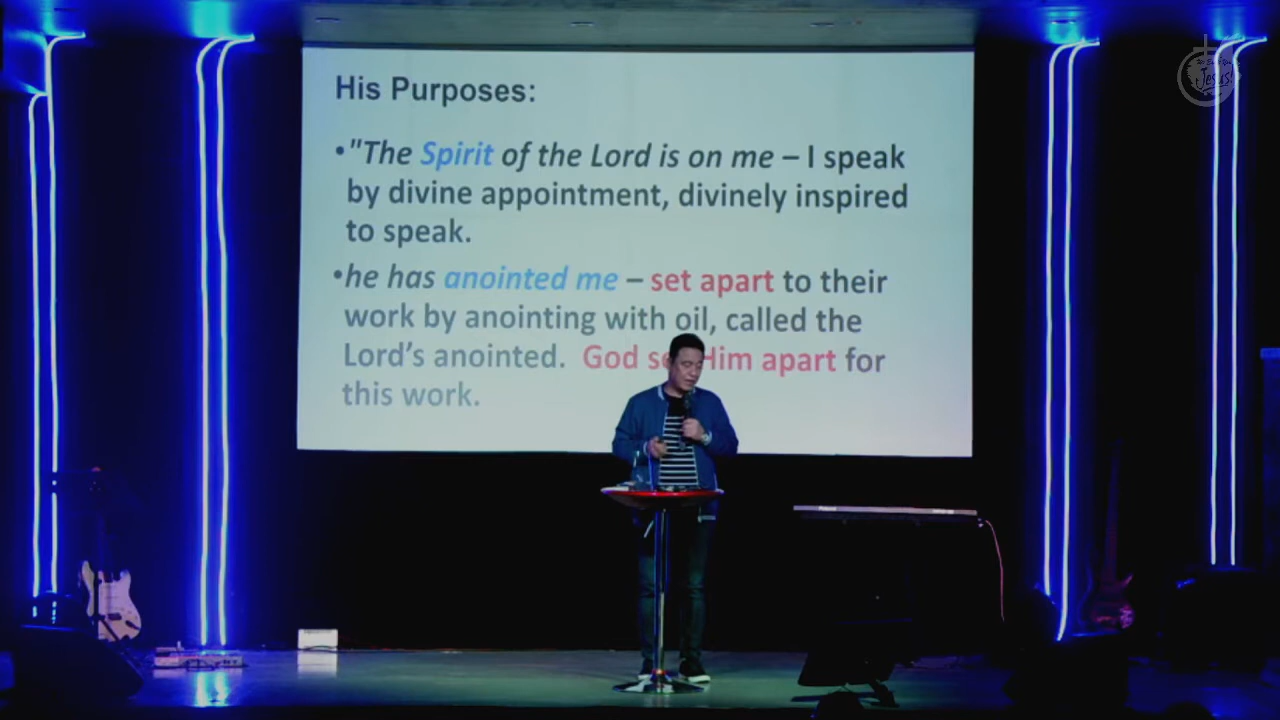 His Purposes:
•"The Spirit of the Lord is on me – I speak
by divine appointment, divinely inspired
to speak.
•he has anointed me – set apart to their
work by anointing with oil, called the
Lord's anointed. God Him apart for
this work.
Jesus!